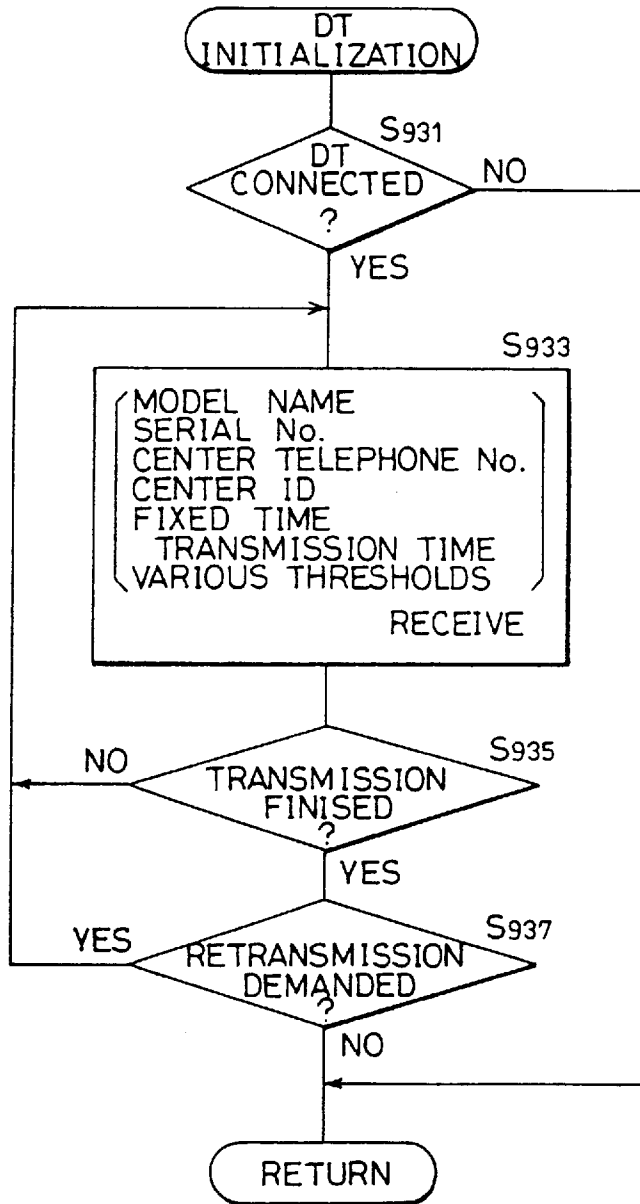 DT
INITIALIZATION
S931
DT
CONNECTED
?
NO
YES
S933
MODEL NAME
SERIAL No.
CENTER TELEPHONE No.
CENTER ID
FIXED TIME
TRANSMISSION TIME
VARIOUS THRESHOLDS
RECEIVE
S935
NO
TRANSMISSION
FINISED
?
YES
S937
YES
RETRANSMISSION
DEMANDED
?
NO
RETURN